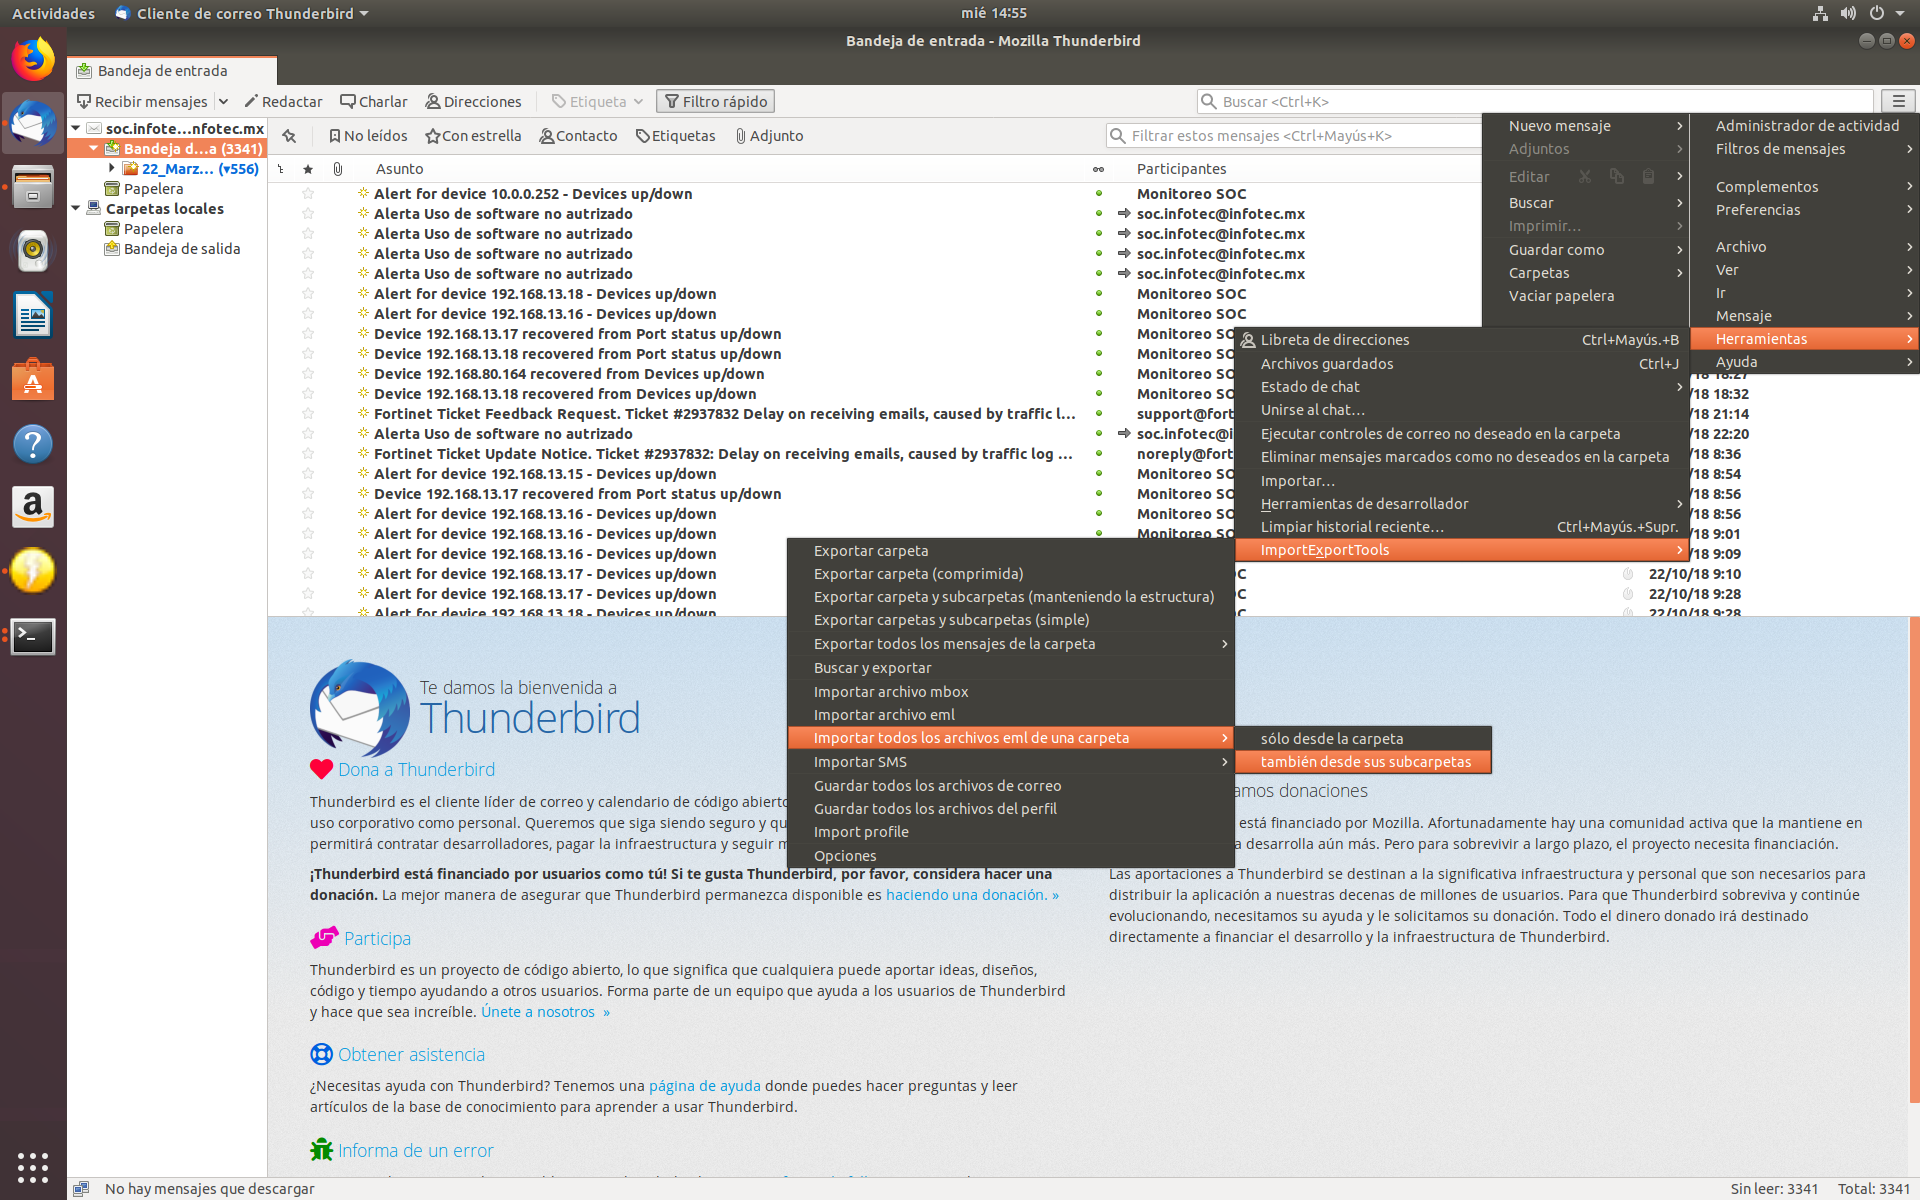 Actividades
Cliente de correo Thunderbird
mié 14:55
Bandeja de entrada - Mozilla Thunderbird
Bandeja de entrada
Recibir mensajes
Redactar
Charlar
Direcciones
Etiqueta
Filtro rápido
Buscar <Ctrl+K>
soc.infote...nfotec.mx
Bandeja d...a (3341)
22_Marz... (▾556)
Papelera
Carpetas locales
Papelera
Bandeja de salida
No leídos
Con estrella
Contacto
Etiquetas
Adjunto
Filtrar estos mensajes <Ctrl+Mayús+K>
Asunto
Participantes
Alert for device 10.0.0.252 - Devices up/down
Monitoreo SOC
Alerta Uso de software no autrizado
soc.infotec@infotec.mx
Alerta Uso de software no autrizado
soc.infotec@infotec.mx
Alerta Uso de software no autrizado
soc.infotec@infotec.mx
Alerta Uso de software no autrizado
soc.infotec@infotec.mx
Alert for device 192.168.13.18 - Devices up/down
Monitoreo SOC
Alert for device 192.168.13.16 - Devices up/down
Monitoreo SOC
Device 192.168.13.17 recovered from Port status up/down
Monitoreo SO
Device 192.168.13.18 recovered from Port status up/down
Monitoreo SO
Device 192.168.80.164 recovered from Devices up/down
Monitoreo SO
/18 18:27
Device 192.168.13.18 recovered from Devices up/down
Monitoreo SO
/18 18:32
Fortinet Ticket Feedback Request. Ticket #2937832 Delay on receiving emails, caused by traffic l...
support@fort
/18 21:14
Alerta Uso de software no autrizado
soc.infotec@i
/18 22:20
Fortinet Ticket Update Notice. Ticket #2937832: Delay on receiving emails, caused by traffic log ...
noreply@fort
/18 8:36
Alert for device 192.168.13.15 - Devices up/down
Monitoreo SO
/18 8:54
Device 192.168.13.17 recovered from Port status up/down
Monitoreo SO
/18 8:56
Alert for device 192.168.13.16 - Devices up/down
Monitoreo SO
/18 8:56
Alert for device 192.168.13.16 - Devices up/down
Monitoreo SO
/18 9:01
Alert for device 192.168.13.16 - Devices up/down
/18 9:09
Alert for device 192.168.13.17 - Devices up/down
C
22/10/18 9:10
Alert for device 192.168.13.17 - Devices up/down
C
22/10/18 9:28
Alert for device 192.168.13.18 - Devices up/down
C
22/10/18 9:28
Nuevo mensaje
Adjuntos
Editar
Buscar
Imprimir...
Guardar como
Carpetas
Vaciar papelera
Administrador de actividad
Filtros de mensajes
Complementos
Preferencias
Archivo
Ver
Ir
Mensaje
Herramientas
Ayuda
Libreta de direcciones Ctrl+Mayús.+B
Archivos guardados Ctrl+J
Estado de chat
Unirse al chat...
Ejecutar controles de correo no deseado en la carpeta
Eliminar mensajes marcados como no deseados en la carpeta
Importar...
Herramientas de desarrollador
Limpiar historial reciente... Ctrl+Mayús.+Supr.
ImportExportTools
Exportar carpeta
Exportar carpeta (comprimida)
Exportar carpeta y subcarpetas (manteniendo la estructura)
Exportar carpetas y subcarpetas (simple)
Exportar todos los mensajes de la carpeta
Buscar y exportar
Importar archivo mbox
Importar archivo eml
Importar todos los archivos eml de una carpeta
Importar SMS
Guardar todos los archivos de correo
Guardar todos los archivos del perfil
Import profile
Opciones
sólo desde la carpeta
también desde sus subcarpetas
Te damos la bienvenida a
Thunderbird
Dona a Thunderbird
Thunderbird es el cliente líder de correo y calendario de código abierto
uso corporativo como personal. Queremos que siga siendo seguro y qu
permitirá contratar desarrolladores, pagar la infraestructura y seguir m
¡Thunderbird está financiado por usuarios como tú! Si te gusta Thunderbird, por favor, considera hacer una
donación. La mejor manera de asegurar que Thunderbird permanezca disponible es haciendo una donación. »
Participa
Thunderbird es un proyecto de código abierto, lo que significa que cualquiera puede aportar ideas, diseños,
código y tiempo ayudando a otros usuarios. Forma parte de un equipo que ayuda a los usuarios de Thunderbird
y hace que sea increíble. Únete a nosotros »
Obtener asistencia
¿Necesitas ayuda con Thunderbird? Tenemos una página de ayuda donde puedes hacer preguntas y leer
artículos de la base de conocimiento para aprender a usar Thunderbird.
Informa de un error
amos donaciones
está financiado por Mozilla. Afortunadamente hay una comunidad activa que la mantiene en
a desarrolla aún más. Pero para sobrevivir a largo plazo, el proyecto necesita financiación.
Las aportaciones a Thunderbird se destinan a la significativa infraestructura y personal que son necesarios para
distribuir la aplicación a nuestras decenas de millones de usuarios. Para que Thunderbird sobreviva y continúe
evolucionando, necesitamos su ayuda y le solicitamos su donación. Todo el dinero donado irá destinado
directamente a financiar el desarrollo y la infraestructura de Thunderbird.
No hay mensajes que descargar
Sin leer: 3341
Total: 3341